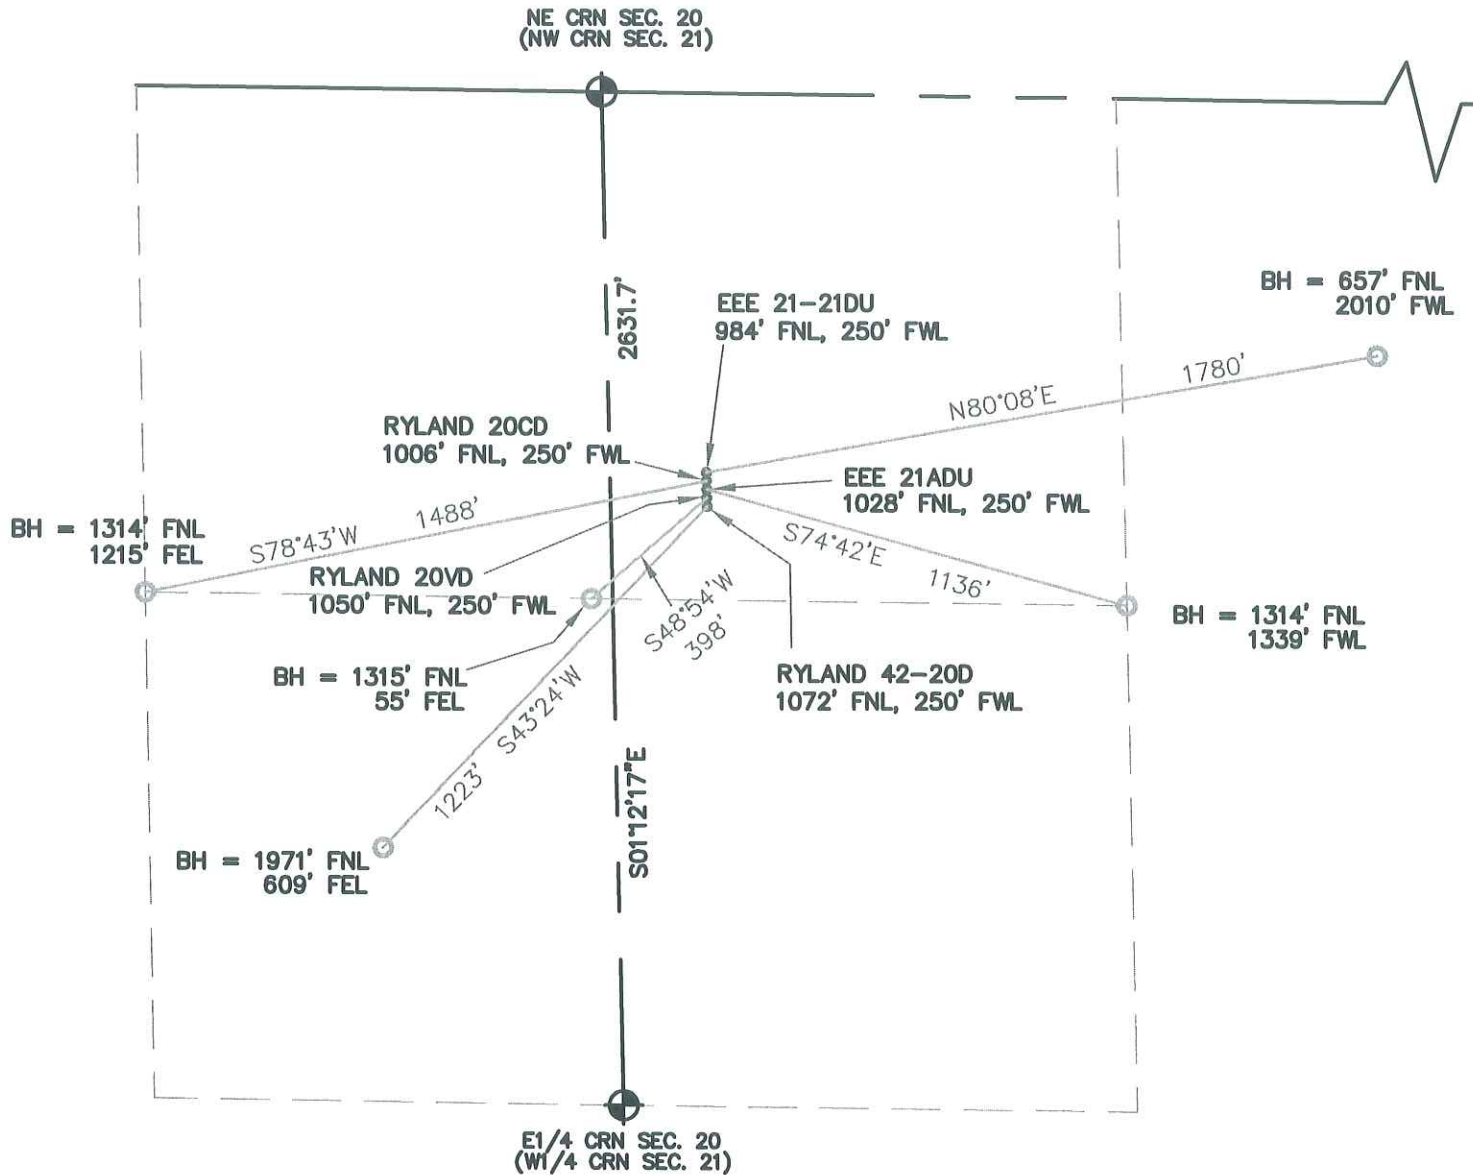 NE CRN SEC. 20
(NW CRN SEC. 21)
2631.7'
BH = 657' FNL
2010' FWL
EEE 21-21DU
984' FNL, 250' FWL
1780'
N80°08'E
RYLAND 20CD
1006' FNL, 250' FWL
EEE 21ADU
1028' FNL, 250' FWL
BH = 1314' FNL
1215' FEL
1488'
S78°43'W
S74°42'E
1136'
RYLAND 20VD
1050' FNL, 250' FWL
S48°54'W
398'
BH = 1314' FNL
1339' FWL
BH = 1315' FNL
55' FEL
RYLAND 42-20D
1072' FNL, 250' FWL
S43°24'W
1223'
S01°12'17"E
BH = 1971' FNL
609' FEL
E1/4 CRN SEC. 20
(W1/4 CRN SEC. 21)